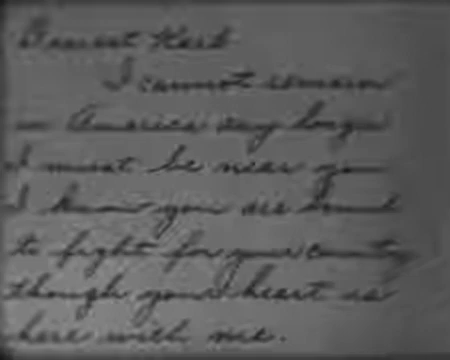 Dearest Karl
I cannot remain
in America any longer
I must be near you
I know you are bound
to fight for your country
though your heart is
here with me.